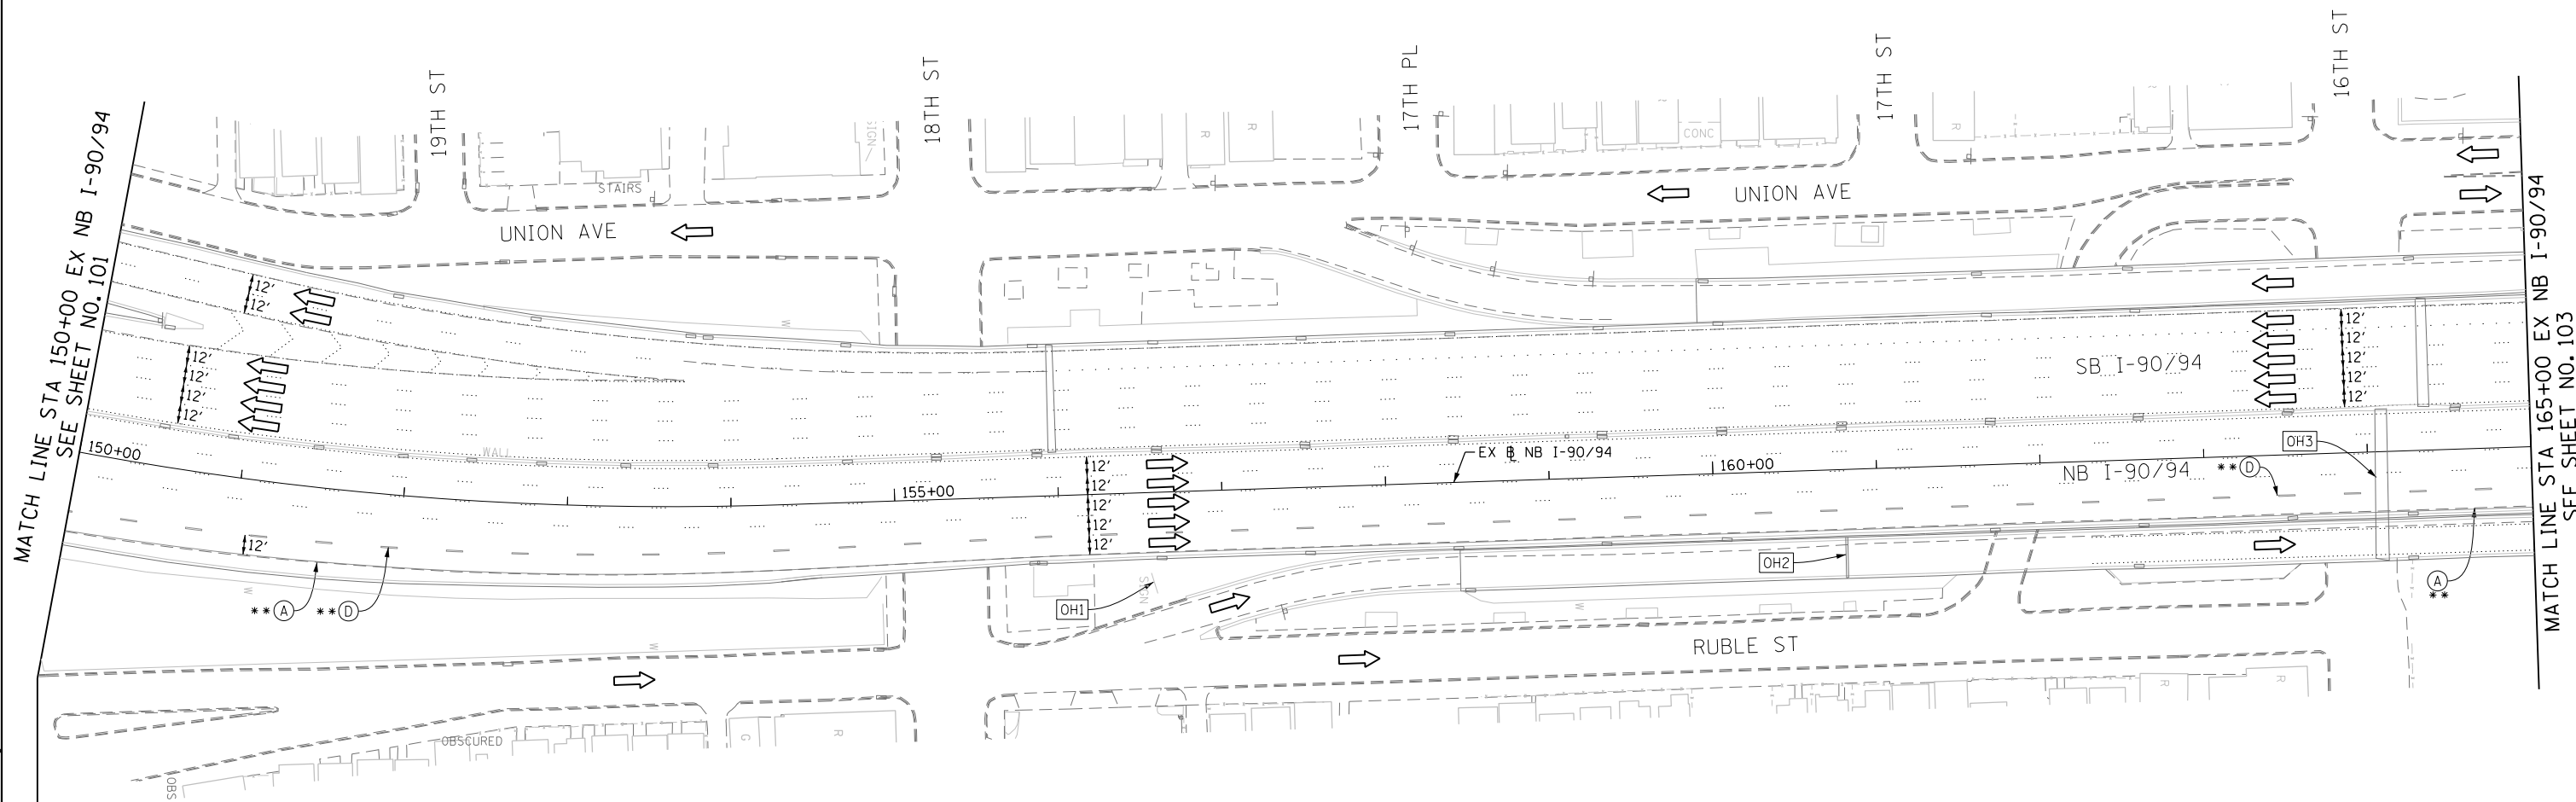 19TH ST
18TH ST
17TH PL
17TH ST
16TH ST
MATCH LINE STA 150+00 EX NB I-90/94
SEE SHEET NO. 101
SIGN
R
R
R
CONC
R
STAIRS
UNION AVE
UNION AVE
12'
12'
W
12'
12'
12'
12'
12'
12'
12'
12'
12'
SB I-90/94
MATCH LINE STA 165+00 EX NB I-90/94
SEE SHEET NO. 103
150+00
WALL
155+00
12'
12'
12'
12'
12'
EX B NB I-90/94
160+00
NB I-90/94
**D
OH3
12'
**A
**D
W
OH1
SIGN
OH2
W
A
**
W
RUBLE ST
OBSCURED
G
R
R
R
OBS